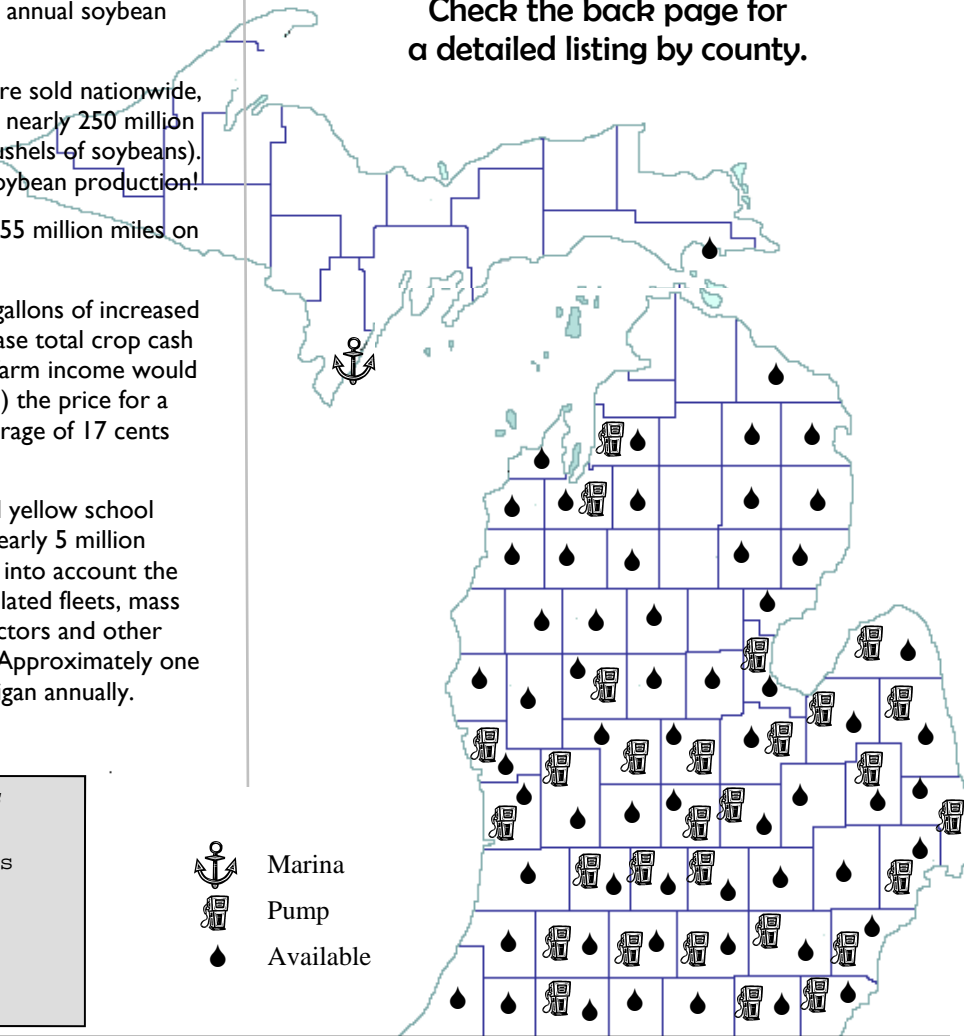 annual soybean
re sold nationwide,
nearly 250 million
ushels of soybeans).
oybean production!
55 million miles on
gallons of increased
ase total crop cash
arm income would
) the price for a
rage of 17 cents
l yellow school
early 5 million
into account the
lated fleets, mass
ctors and other
Approximately one
igan annually.
s
Check the back page for
a detailed listing by county.
Marina
Pump
Available